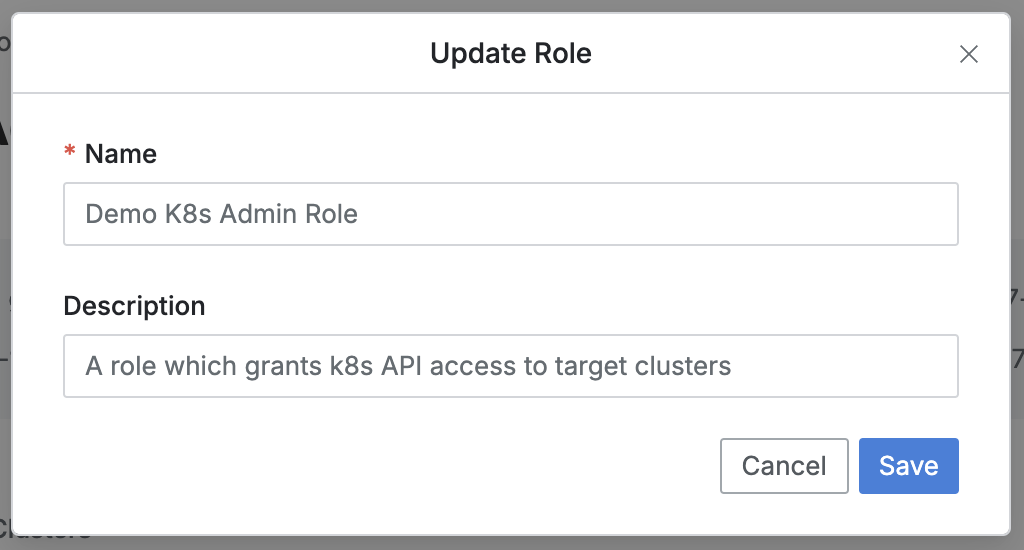 Update Role
* Name
Demo K8s Admin Role
Description
A role which grants k8s API access to target clusters
Cancel
Save
Clusters